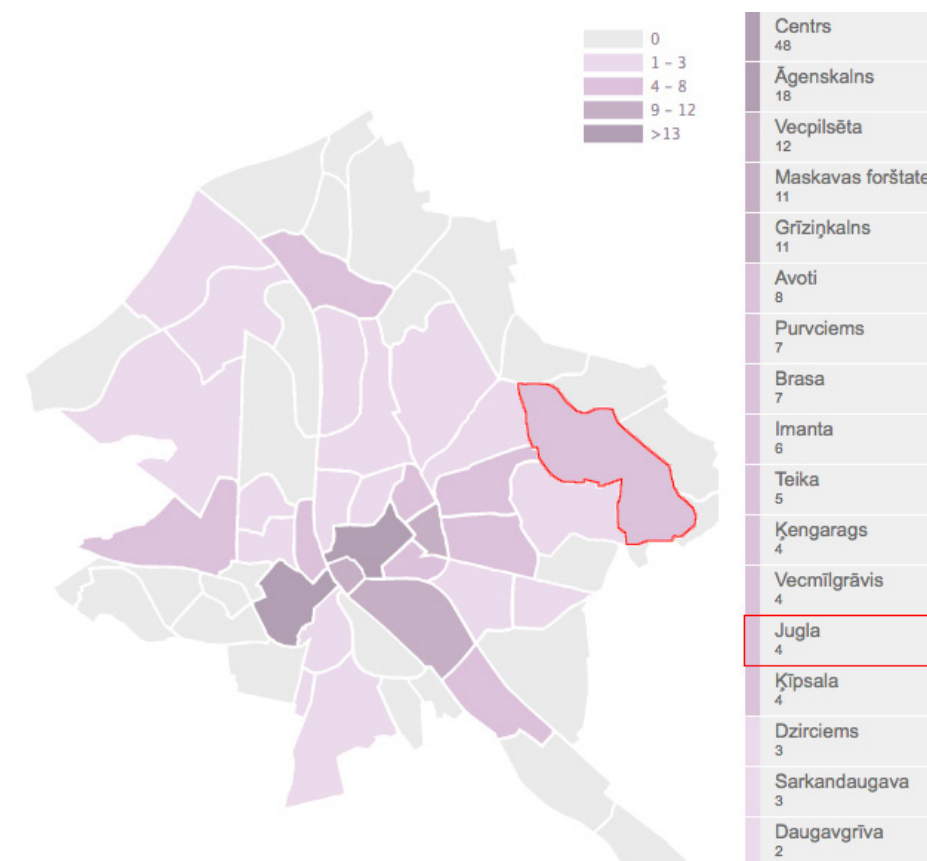 0
1 – 3
4 – 8
9 – 12
>13
Centrs
48
Āgenskalns
18
Vecpilsēta
12
Maskavas forštate
11
Grīziņkalns
11
Avoti
8
Purvciems
7
Brasa
7
Imanta
6
Teika
5
Ķengarags
4
Vecmīlgrāvis
4
Jugla
4
Ķīpsala
4
Dzirciems
3
Sarkandaugava
3
Daugavgrīva
2